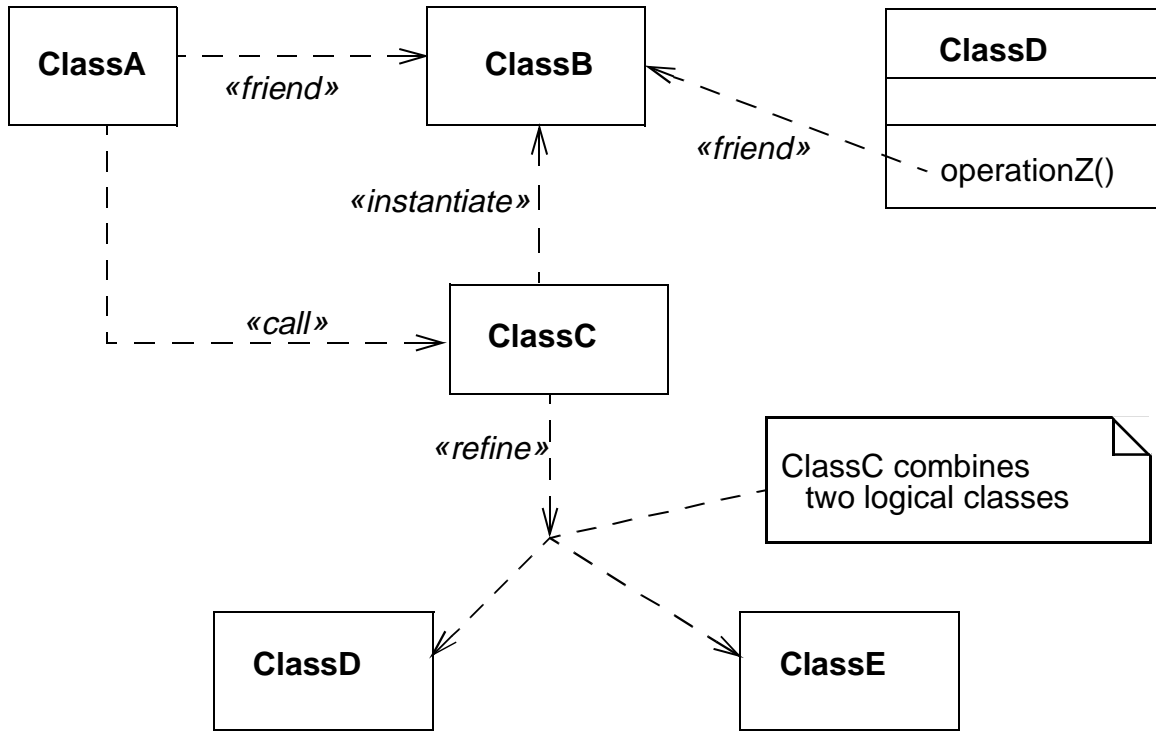 ClassA
ClassB
ClassD
«friend»
«friend»
operationZ()
«instantiate»
«call»
ClassC
«refine»
ClassC combines
two logical classes
ClassD
ClassE